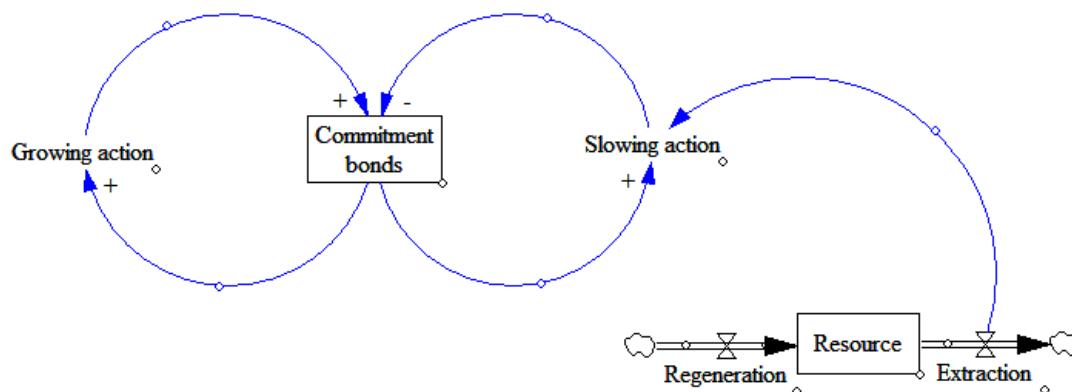 + -
Commitment
bonds
Growing action
+
Slowing action
+
Resource
Regeneration
Extraction